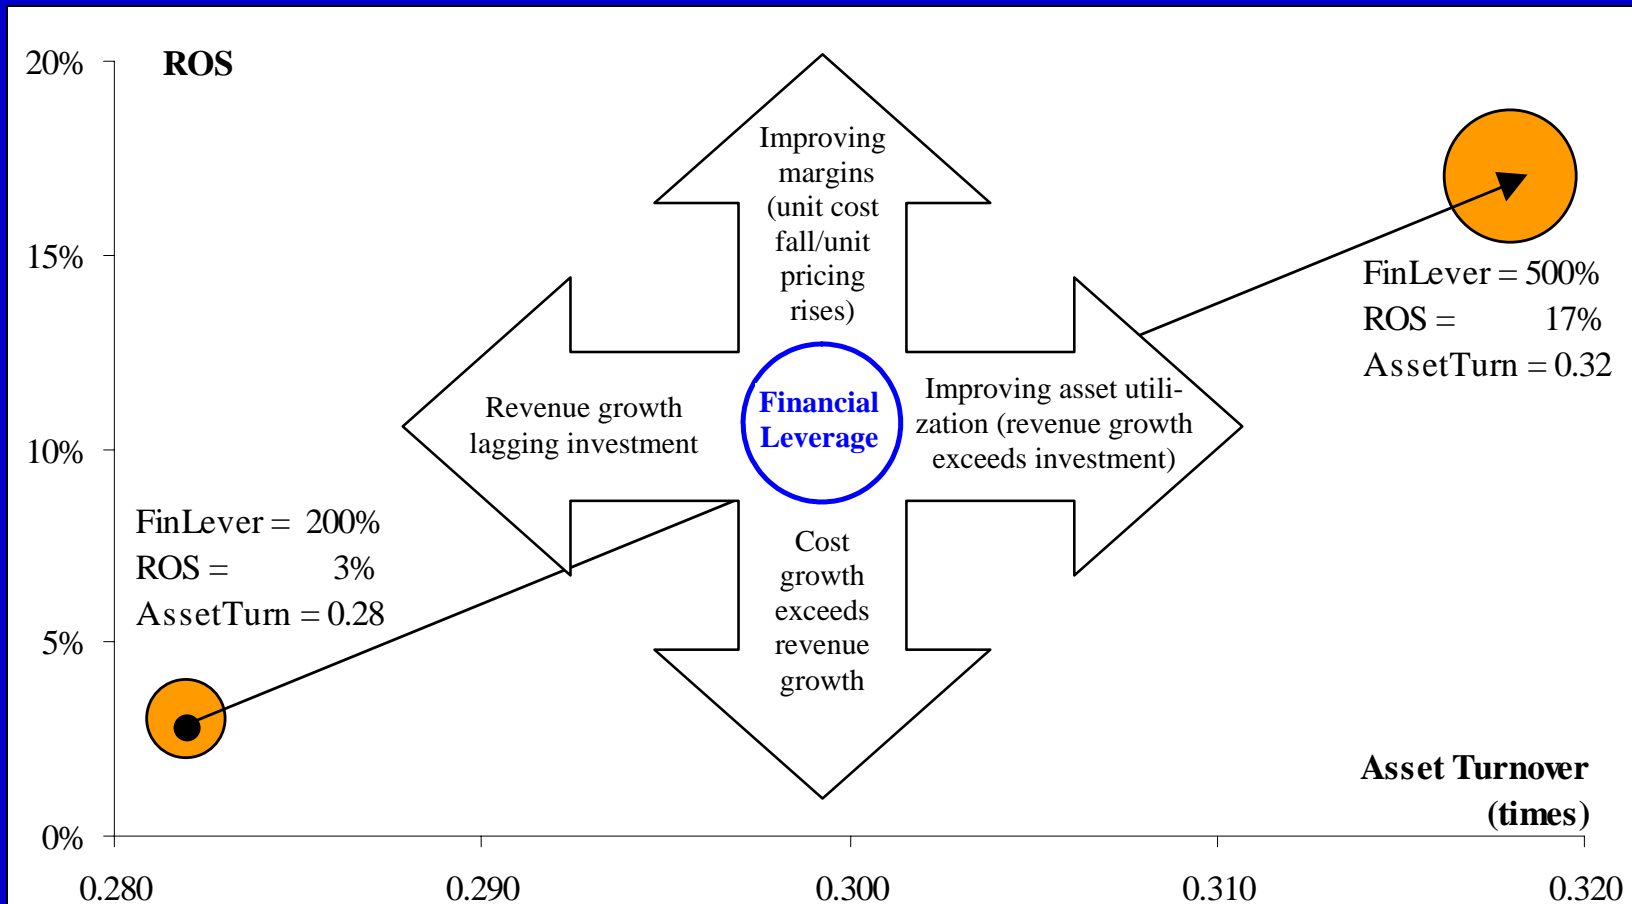 20%
ROS
15%
10%
5%
0%
Improving
margins
(unit cost
fall/unit
pricing
rises)
Revenue growth
lagging investment
Financial
Leverage
Improving asset utili-
zation (revenue growth
exceeds investment)
Cost
growth
exceeds
revenue
growth
FinLever = 500%
ROS = 17%
AssetTurn = 0.32
FinLever = 200%
ROS = 3%
AssetTurn = 0.28
Asset Turnover
(times)
0.280
0.290
0.300
0.310
0.320